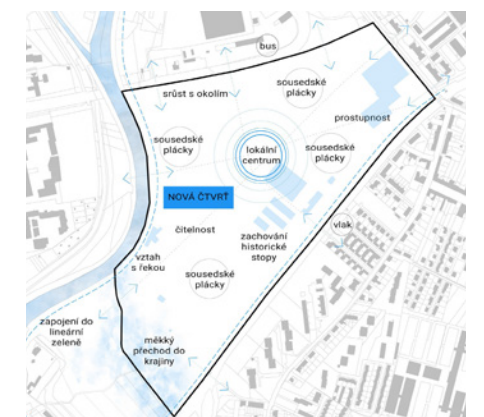 bus
srůst s okolím
sousedské
plácky
prostupnost
sousedské
plácky
lokální
centrum
sousedské
plácky
NOVÁ ČTVRŤ
čitelnost
zachování
historické
stopy
vlak
vztah
s řekou
sousedské
plácky
zapojení do
lineární
zeleně
měkký
přechod do
krajiny